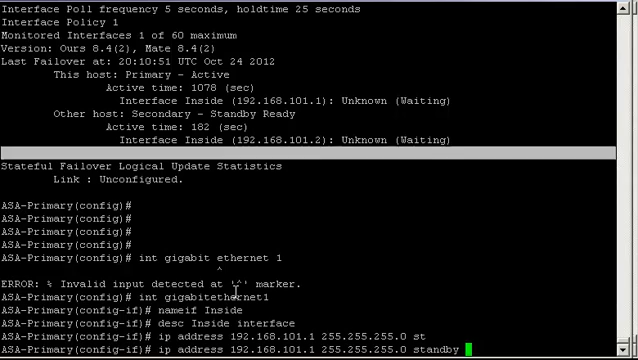 Interface Poll frequency 5 seconds, holdtime 25 seconds
Interface Policy 1
Monitored Interfaces 1 of 60 maximum
Version: Ours 8.4(2), Mate 8.4(2)
Last Failover at: 20:10:51 UTC Oct 24 2012
This host: Primary - Active
Active time: 1078 (sec)
Interface Inside (192.168.101.1): Unknown (Waiting)
Other host: Secondary - Standby Ready
Active time: 182 (sec)
Interface Inside (192.168.101.2): Unknown (Waiting)
Stateful Failover Logical Update Statistics
Link : Unconfigured.
ASA-Primary(config)#
ASA-Primary(config)#
ASA-Primary(config)#
ASA-Primary(config)#
ASA-Primary(config)# int gigabit ethernet 1
^
ERROR: % Invalid input detected at '^' marker.
ASA-Primary(config)# int gigabitethernet1
ASA-Primary(config-if)# nameif Inside
ASA-Primary(config-if)# desc Inside interface
ASA-Primary(config-if)# ip address 192.168.101.1 255.255.255.0 st
ASA-Primary(config-if)# ip address 192.168.101.1 255.255.255.0 standby